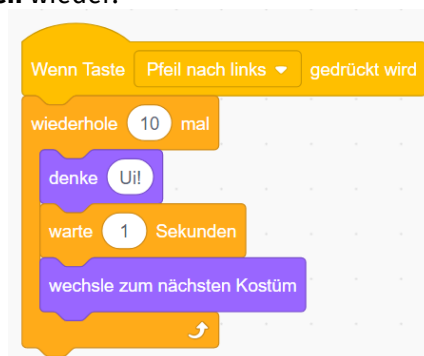 wieder.
Wenn Taste Pfeil nach links gedrückt wird
wiederhole 10 mal
denke Ui!
warte 1 Sekunden
wechsle zum nächsten Kostüm